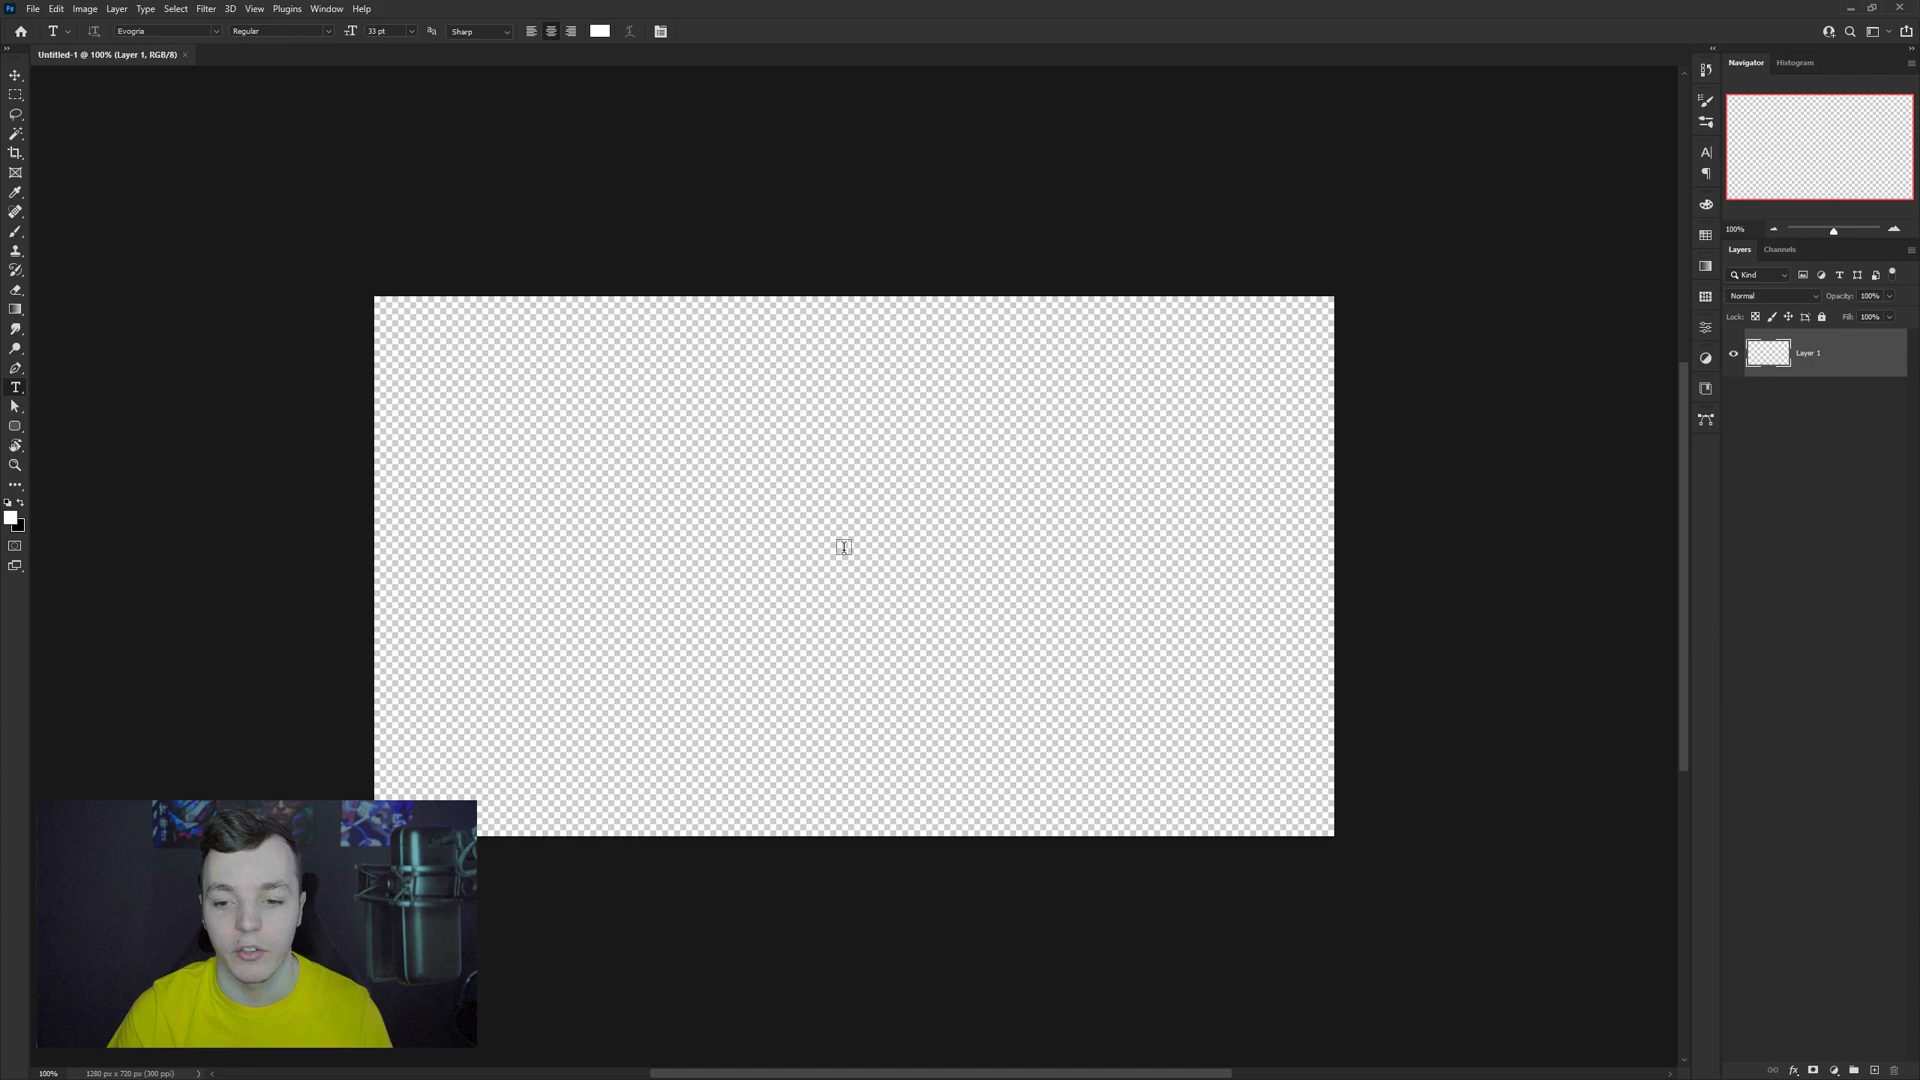 Ps File Edit Image Layer Type Select Filter 3D View Plugins Window Help
T Evogria Regular 33 pt Sharp
Untitled-1 @ 100% (Layer 1, RGB/8) ×
Navigator Histogram
100%
Layers Channels
Kind
Normal Opacity: 100%
Lock: Fill: 100%
Layer 1
100% 1280 px x 720 px (300 ppi)